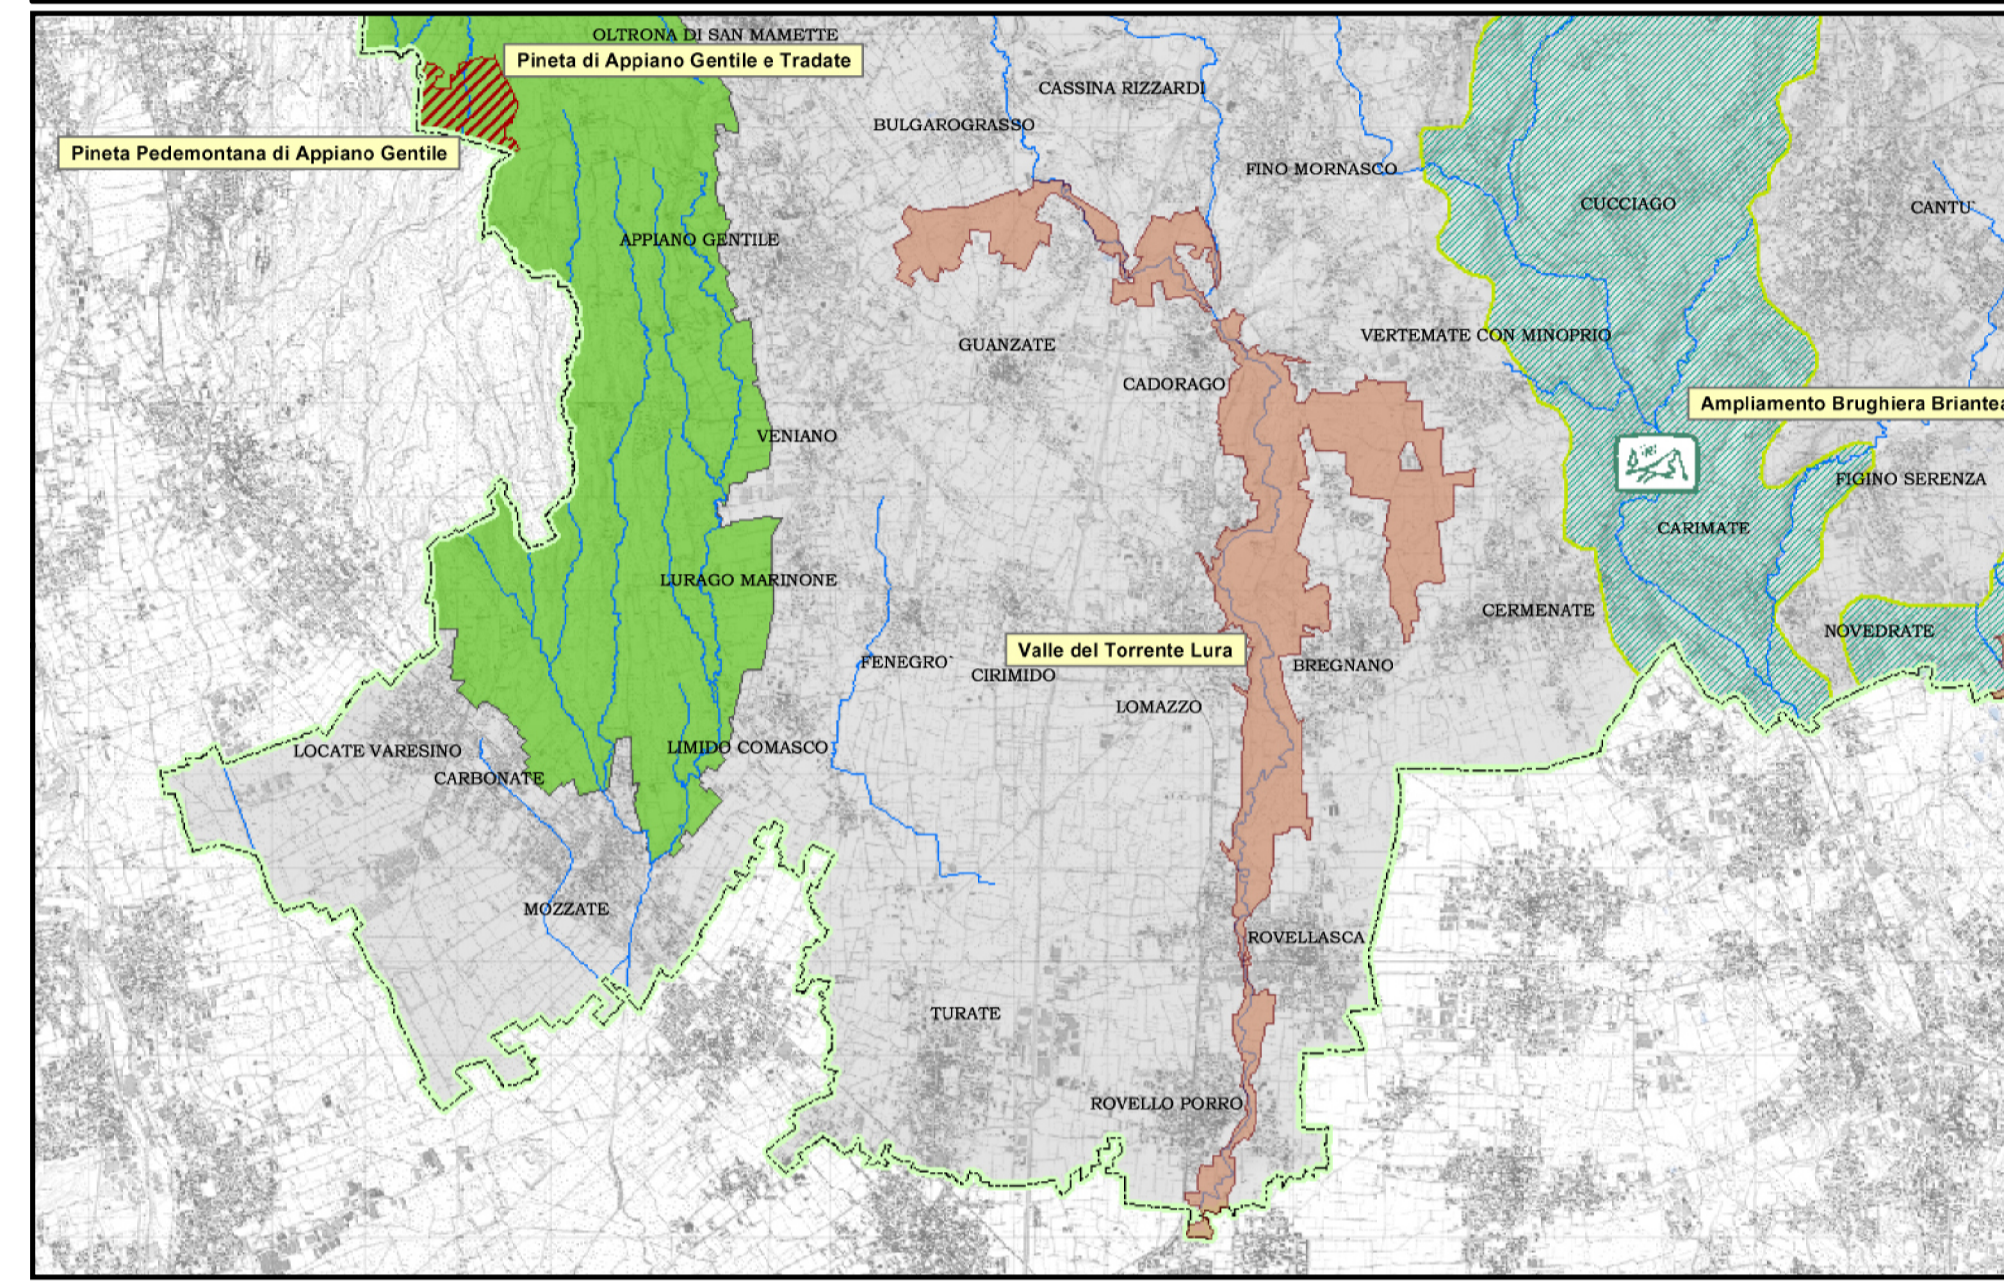 OLTRONA DI SAN MAMETTE
Pineta di Appiano Gentile e Tradate
CASSINA RIZZARDI
BULGAROGRASSO
Pineta Pedemontana di Appiano Gentile
FINO MORNASCO
CUCCIAGO
CANTU`
APPIANO GENTILE
VERTEMATE CON MINOPRIO
GUANZATE
CADORAGO
Ampliamento Brughiera Briantea
VENIANO
FIGINO SERENZA
CARIMATE
LURAGO MARINONE
CERMENATE
NOVEDRATE
Valle del Torrente Lura
FENEGRO`
BREGNANO
CIRIMIDO
LOMAZZO
LIMIDO COMASCO
LOCATE VARESINO
CARBONATE
MOZZATE
ROVELLASCA
TURATE
ROVELLO PORRO